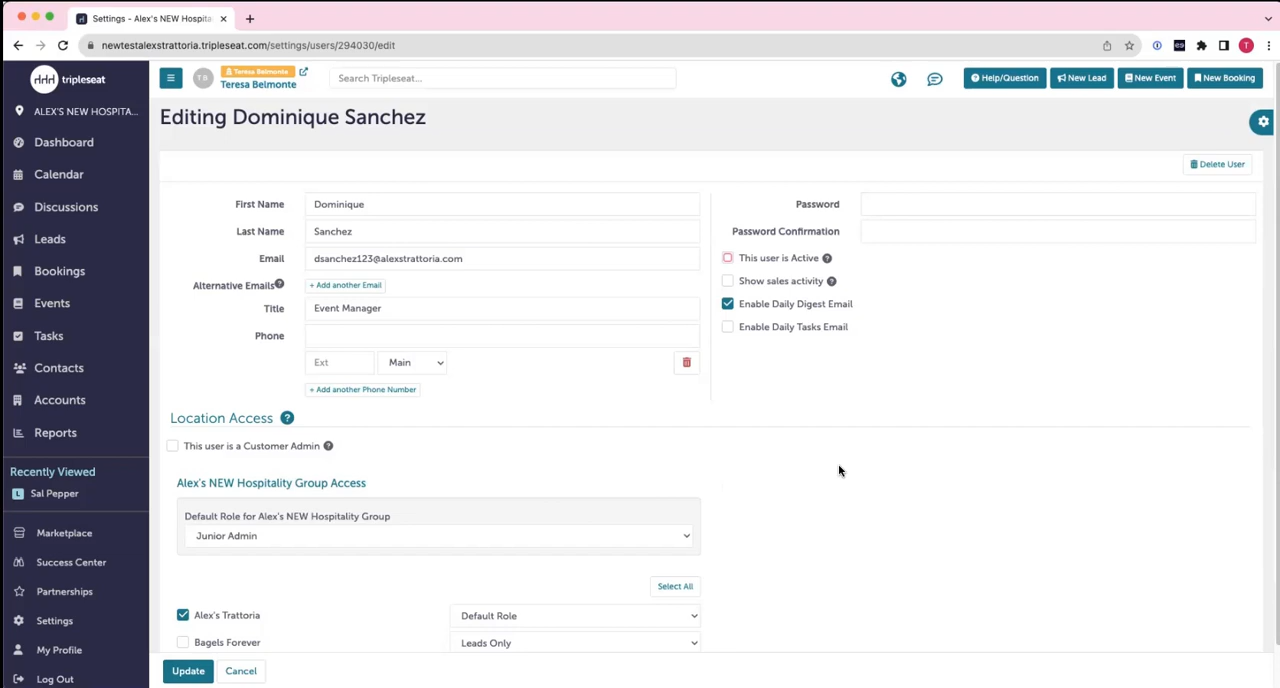 Settings - Alex's NEW Hospita
newtestalexstrattoria.tripleseat.com/settings/users/294030/edit
T
tripleseat
ALEX'S NEW HOSPITA...
Dashboard
Calendar
Discussions
Leads
Bookings
Events
Tasks
Contacts
Accounts
Reports
Recently Viewed
L Sal Pepper
Marketplace
Success Center
Partnerships
Settings
My Profile
Log Out
T B
Teresa Belmonte
Teresa Belmonte
Search Tripleseat...
Help/Question
New Lead
New Event
New Booking
Editing Dominique Sanchez
Delete User
First Name Dominique
Last Name Sanchez
Email dsanchez123@alexstrattoria.com
Alternative Emails + Add another Email
Title Event Manager
Phone
Ext Main
+ Add another Phone Number
Password
Password Confirmation
This user is Active
Show sales activity
Enable Daily Digest Email
Enable Daily Tasks Email
Location Access
This user is a Customer Admin
Alex's NEW Hospitality Group Access
Default Role for Alex's NEW Hospitality Group
Junior Admin
Select All
Alex's Trattoria Default Role
Bagels Forever Leads Only
Update Cancel